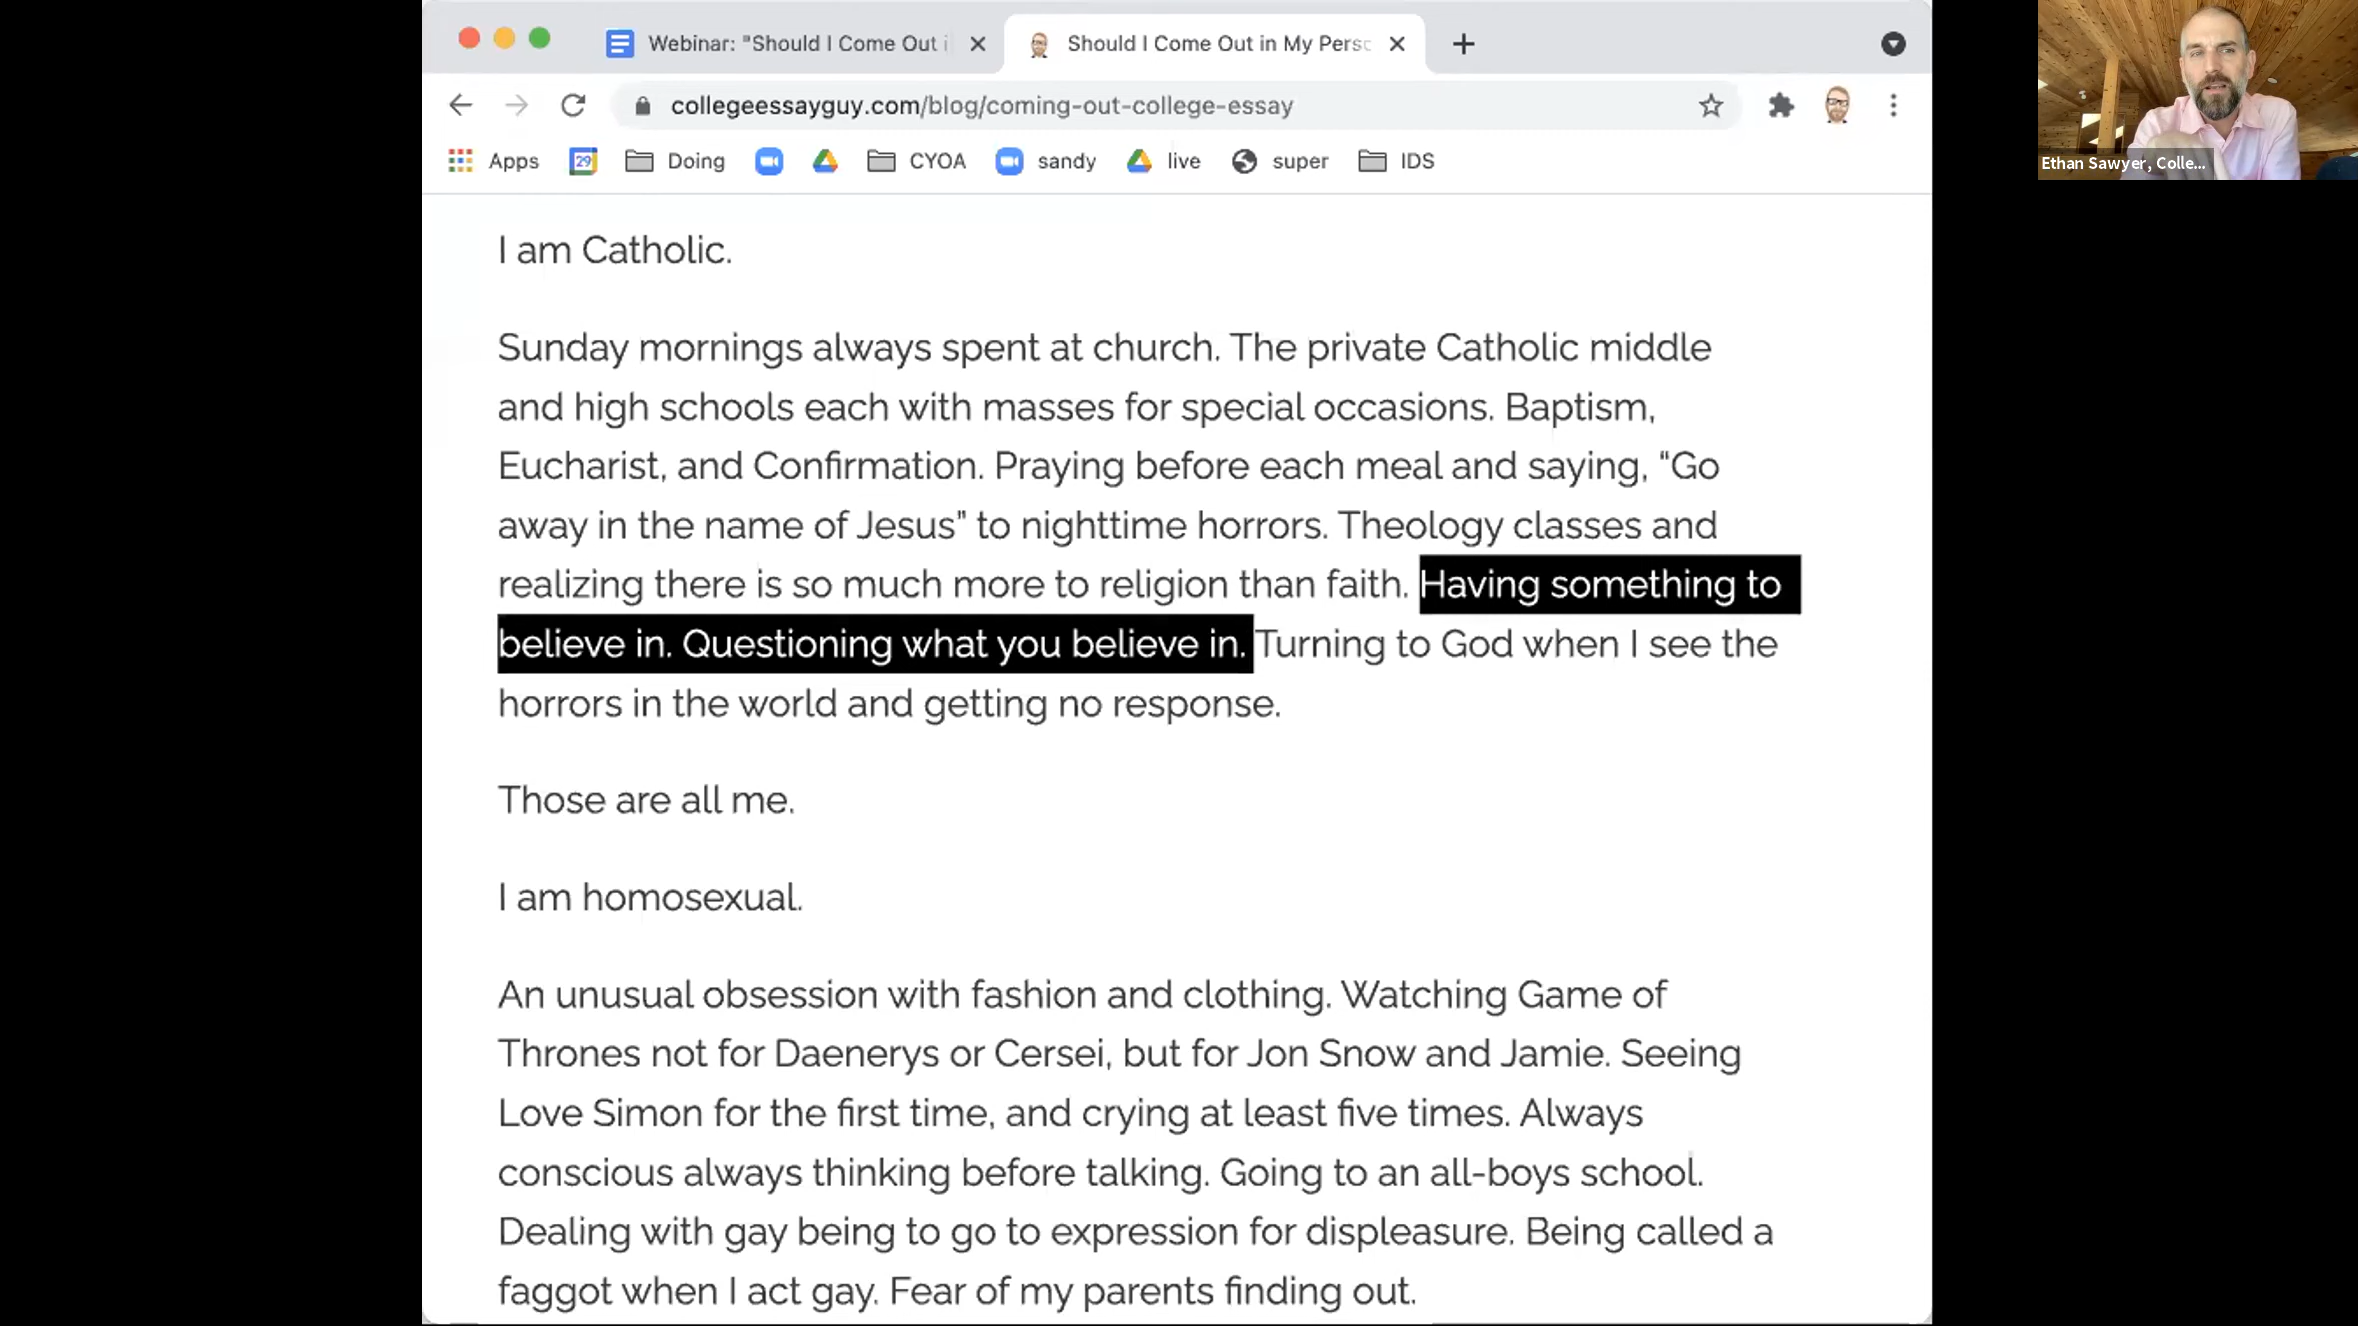 Webinar: "Should I Come Out i
Should I Come Out in My Perso
collegeessayguy.com/blog/coming-out-college-essay
Apps
29
Doing
CYOA
sandy
live
super
IDS
Ethan Sawyer, Colle...
I am Catholic.
Sunday mornings always spent at church. The private Catholic middle
and high schools each with masses for special occasions. Baptism,
Eucharist, and Confirmation. Praying before each meal and saying, "Go
away in the name of Jesus" to nighttime horrors. Theology classes and
realizing there is so much more to religion than faith. Having something to
believe in. Questioning what you believe in. Turning to God when I see the
horrors in the world and getting no response.
Those are all me.
I am homosexual.
An unusual obsession with fashion and clothing. Watching Game of
Thrones not for Daenerys or Cersei, but for Jon Snow and Jamie. Seeing
Love Simon for the first time, and crying at least five times. Always
conscious always thinking before talking. Going to an all-boys school.
Dealing with gay being to go to expression for displeasure. Being called a
faggot when I act gay. Fear of my parents finding out.